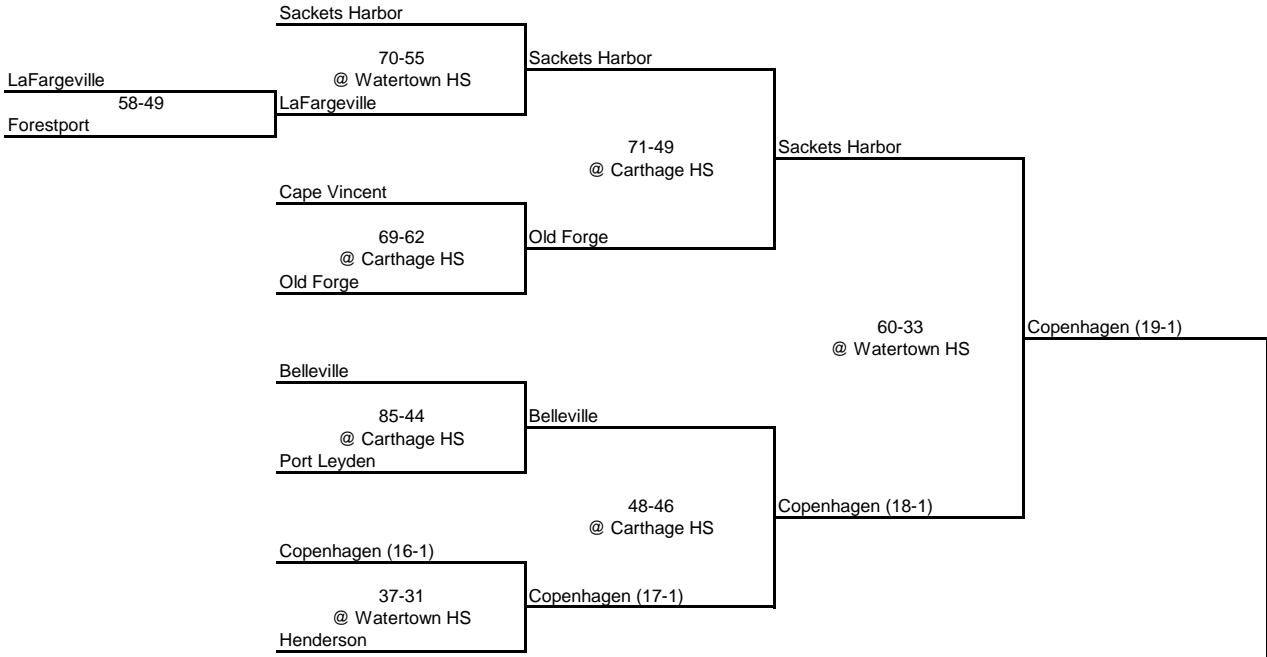 Sackets Harbor
70-55
@ Watertown HS
Sackets Harbor
LaFargeville
58-49
LaFargeville
Forestport
71-49
@ Carthage HS
Sackets Harbor
Cape Vincent
69-62
@ Carthage HS
Old Forge
Old Forge
60-33
@ Watertown HS
Copenhagen (19-1)
Belleville
85-44
@ Carthage HS
Belleville
Port Leyden
48-46
@ Carthage HS
Copenhagen (18-1)
Copenhagen (16-1)
37-31
@ Watertown HS
Copenhagen (17-1)
Henderson